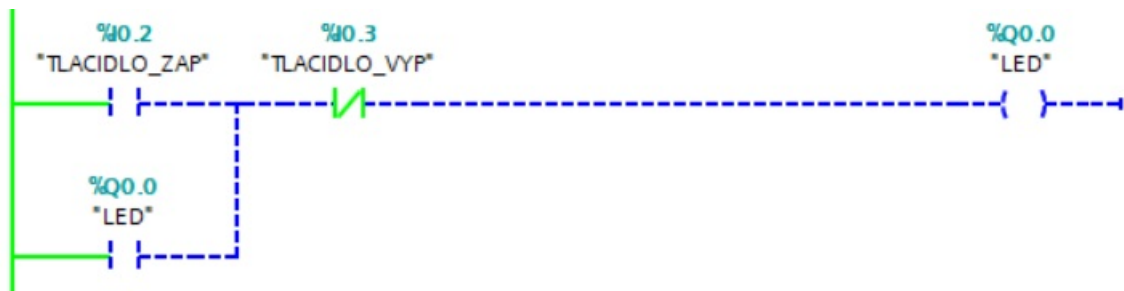 %I0.2
"TLACIDLO_ZAP"
%I0.3
"TLACIDLO_VYP"
%Q0.0
"LED"
%Q0.0
"LED"